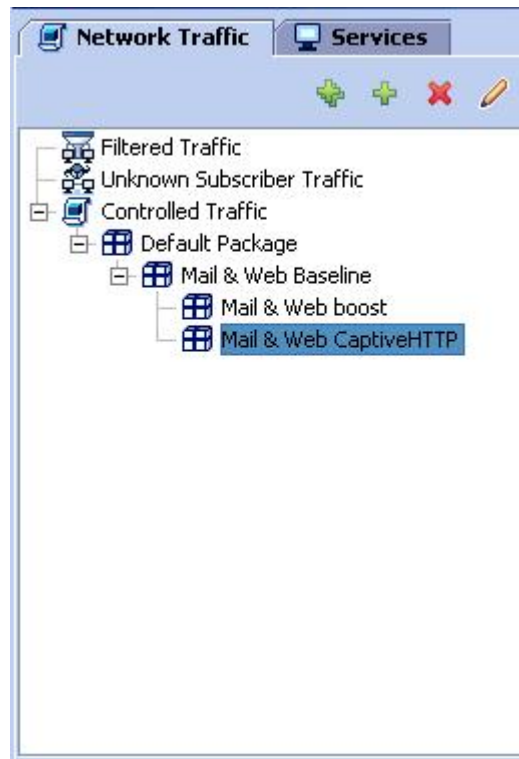 Network Traffic Services
Filtered Traffic
Unknown Subscriber Traffic
Controlled Traffic
Default Package
Mail & Web Baseline
Mail & Web boost
Mail & Web CaptiveHTTP